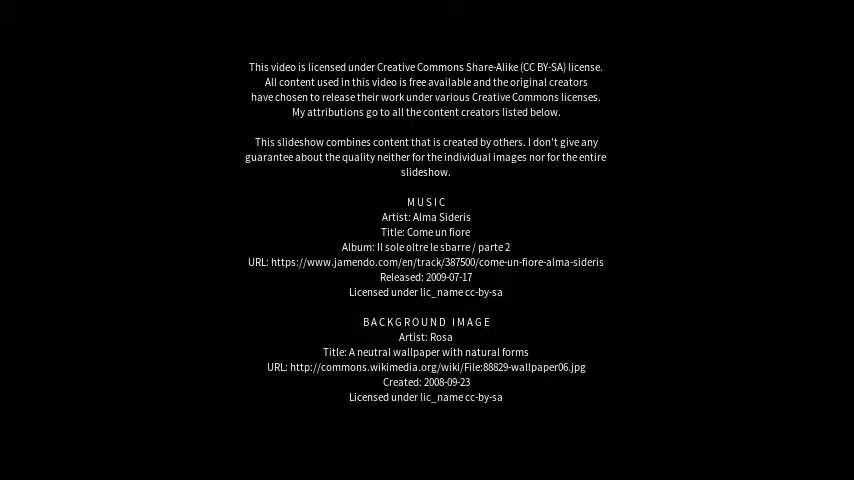 This video is licensed under Creative Commons Share-Alike (CC BY-SA) license.
All content used in this video is free available and the original creators
have chosen to release their work under various Creative Commons licenses.
My attributions go to all the content creators listed below.
This slideshow combines content that is created by others. I don't give any
guarantee about the quality neither for the individual images nor for the entire
slideshow.
MUSIC
Artist: Alma Sideris
Title: Come un fiore
Album: Il sole oltre le sbarre / parte 2
URL: https://www.jamendo.com/en/track/387500/come-un-fiore-alma-sideris
Released: 2009-07-17
Licensed under lic_name cc-by-sa
BACKGROUND IMAGE
Artist: Rosa
Title: A neutral wallpaper with natural forms
URL: http://commons.wikimedia.org/wiki/File:88829-wallpaper06.jpg
Created: 2008-09-23
Licensed under lic_name cc-by-sa